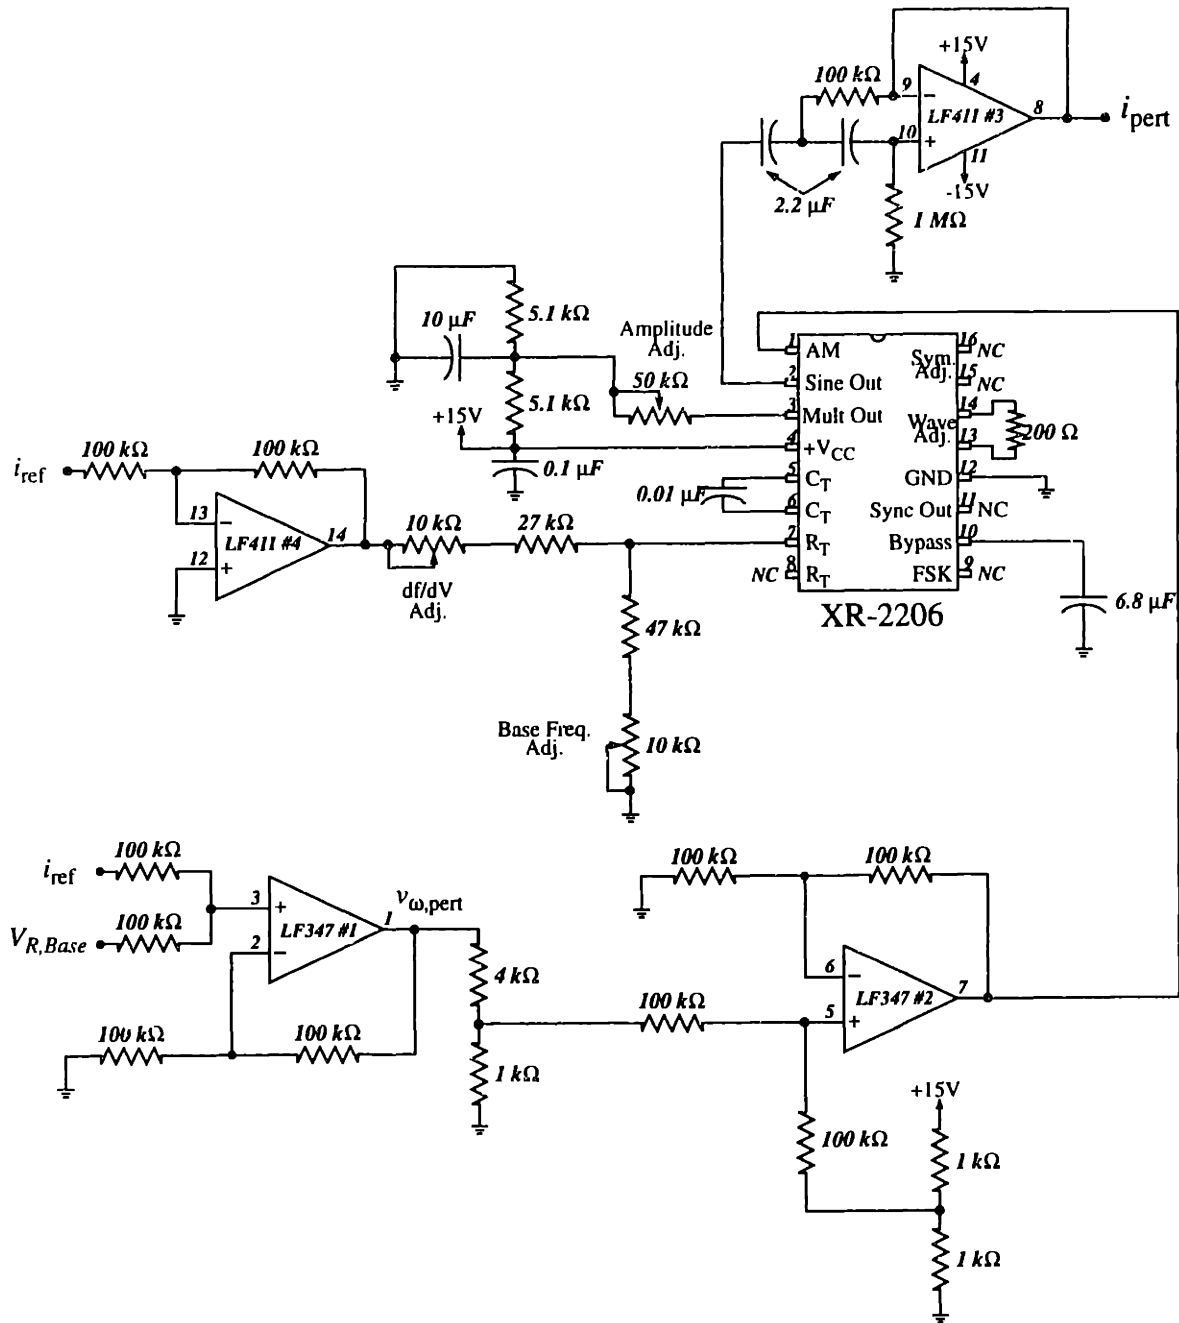 +15V
100 kΩ
9
−
4
LF411 #3
8
i_pert
10
+
11
-15V
2.2 µF
1 MΩ
10 µF
5.1 kΩ
Amplitude
Adj.
50 kΩ
5.1 kΩ
+15V
0.1 µF
1
AM
2
Sine Out
3
Mult Out
4
+V_CC
5
C_T
6
C_T
7
R_T
8
R_T
NC
16
Sym.
Adj.
NC
15
NC
14
Wave
Adj.
13
200 Ω
12
GND
11
Sync Out
NC
10
Bypass
9
FSK
NC
XR-2206
0.01 µF
6.8 µF
i_ref
100 kΩ
100 kΩ
13
−
LF411 #4
14
12
+
10 kΩ
27 kΩ
df/dV
Adj.
47 kΩ
Base Freq.
Adj.
10 kΩ
i_ref
100 kΩ
V_R,Base
100 kΩ
3
+
LF347 #1
1
2
−
v_ω,pert
100 kΩ
100 kΩ
4 kΩ
1 kΩ
100 kΩ
100 kΩ
100 kΩ
6
−
LF347 #2
7
5
+
100 kΩ
+15V
1 kΩ
1 kΩ